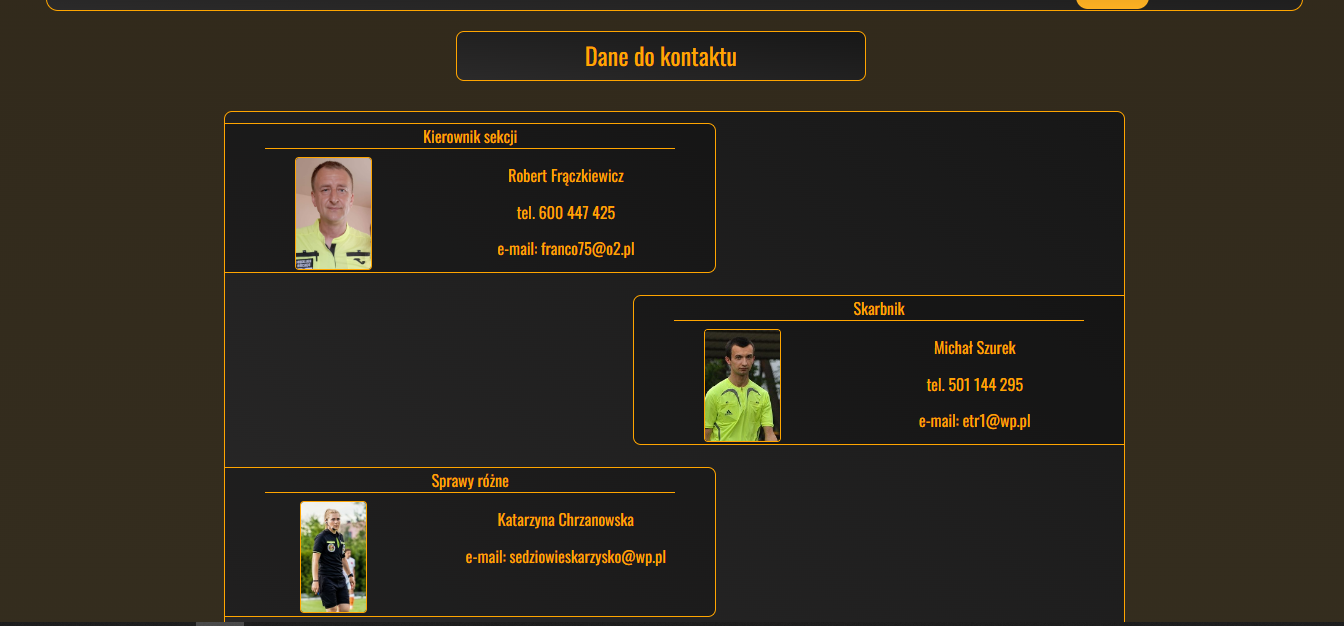 Dane do kontaktu
Kierownik sekcji
Robert Frączkiewicz
tel. 600 447 425
e-mail: franco75@o2.pl
Skarbnik
Michał Szurek
tel. 501 144 295
e-mail: etr1@wp.pl
Sprawy różne
Katarzyna Chrzanowska
e-mail: sedziowieskarzysko@wp.pl